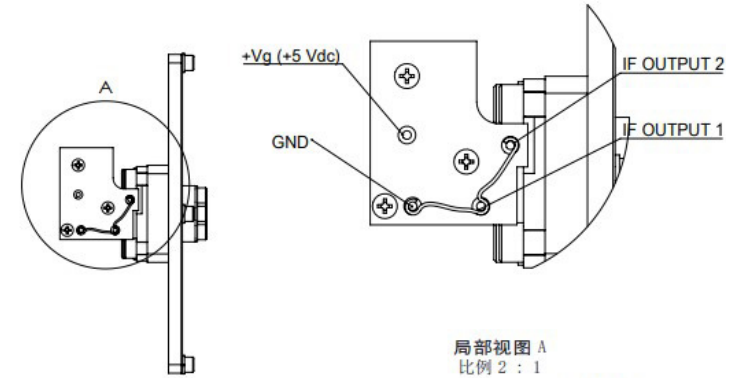 A
+Vg (+5 Vdc)
IF OUTPUT 2
IF OUTPUT 1
GND
局部视图 A
比例 2 : 1